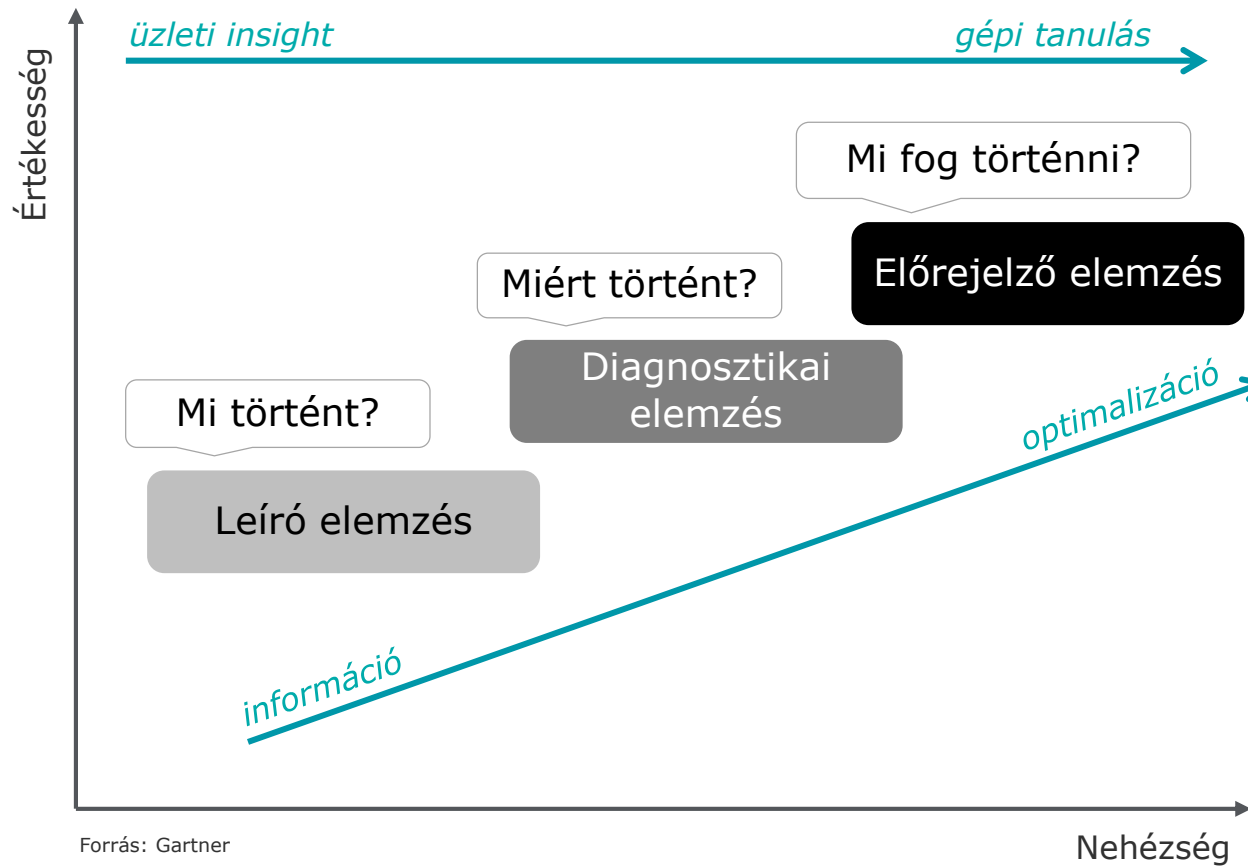 Értékesség
üzleti insight
gépi tanulás
Mi fog történni?
Előrejelző elemzés
Miért történt?
Diagnosztikai
elemzés
Mi történt?
Leíró elemzés
optimalizáció
információ
Forrás: Gartner
Nehézség